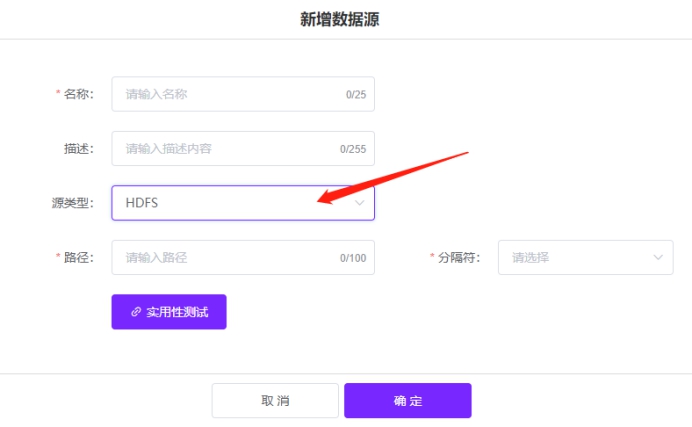 新增数据源
* 名称： 请输入名称 0/25
描述： 请输入描述内容 0/255
源类型： HDFS
* 路径： 请输入路径 0/100 * 分隔符： 请选择
实用性测试
取消 确定